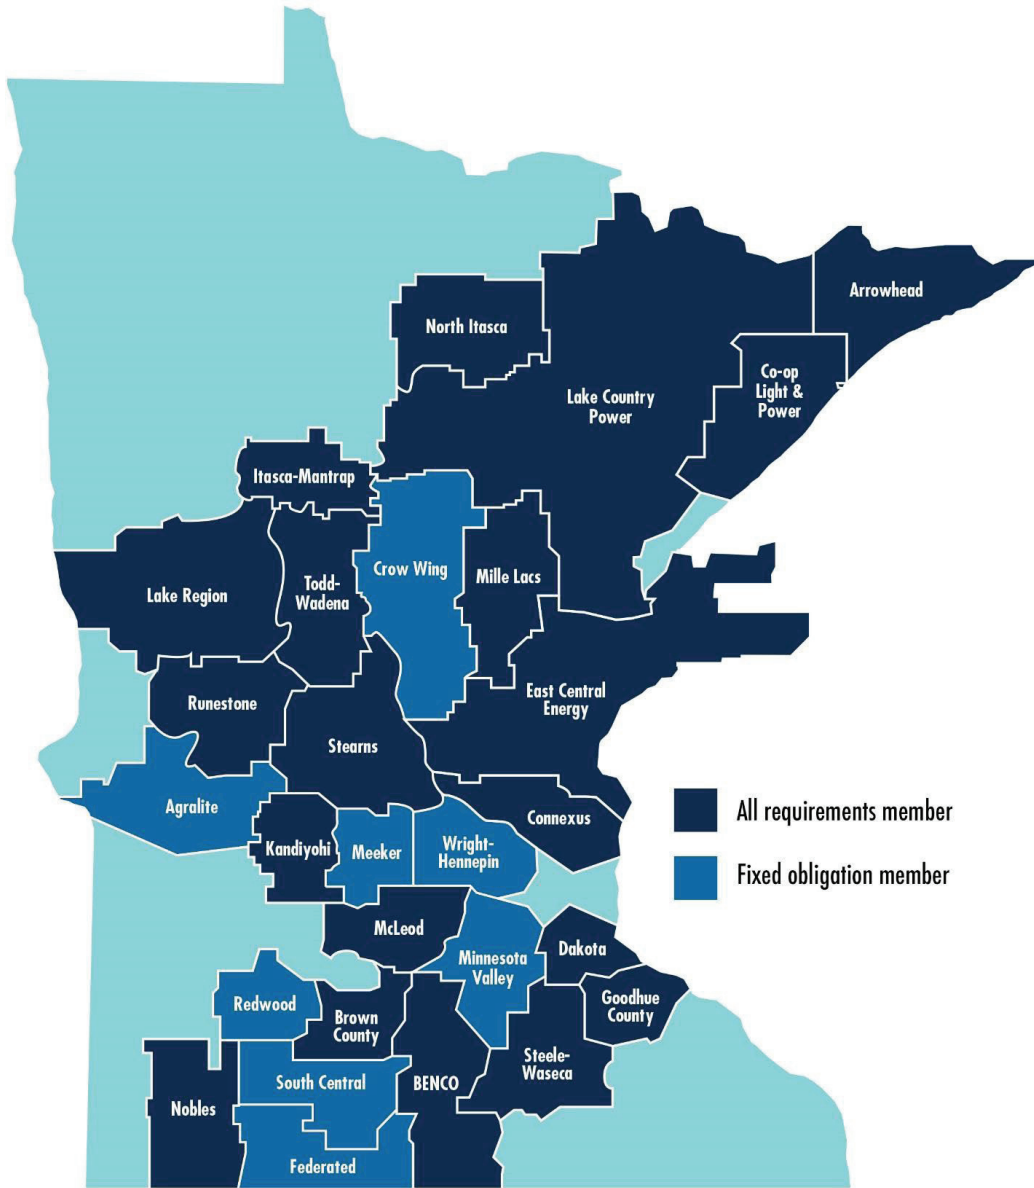 Arrowhead
North Itasca
Co-op
Light &
Power
Lake Country
Power
Itasca-Mantrap
Crow Wing
Mille Lacs
Todd-
Wadena
Lake Region
East Central
Energy
Runestone
Stearns
Agralite
Connexus
All requirements member
Kandiyohi
Meeker
Wright-
Hennepin
Fixed obligation member
McLeod
Dakota
Minnesota
Valley
Redwood
Brown
County
Goodhue
County
Steele-
Waseca
South Central
BENCO
Nobles
Federated